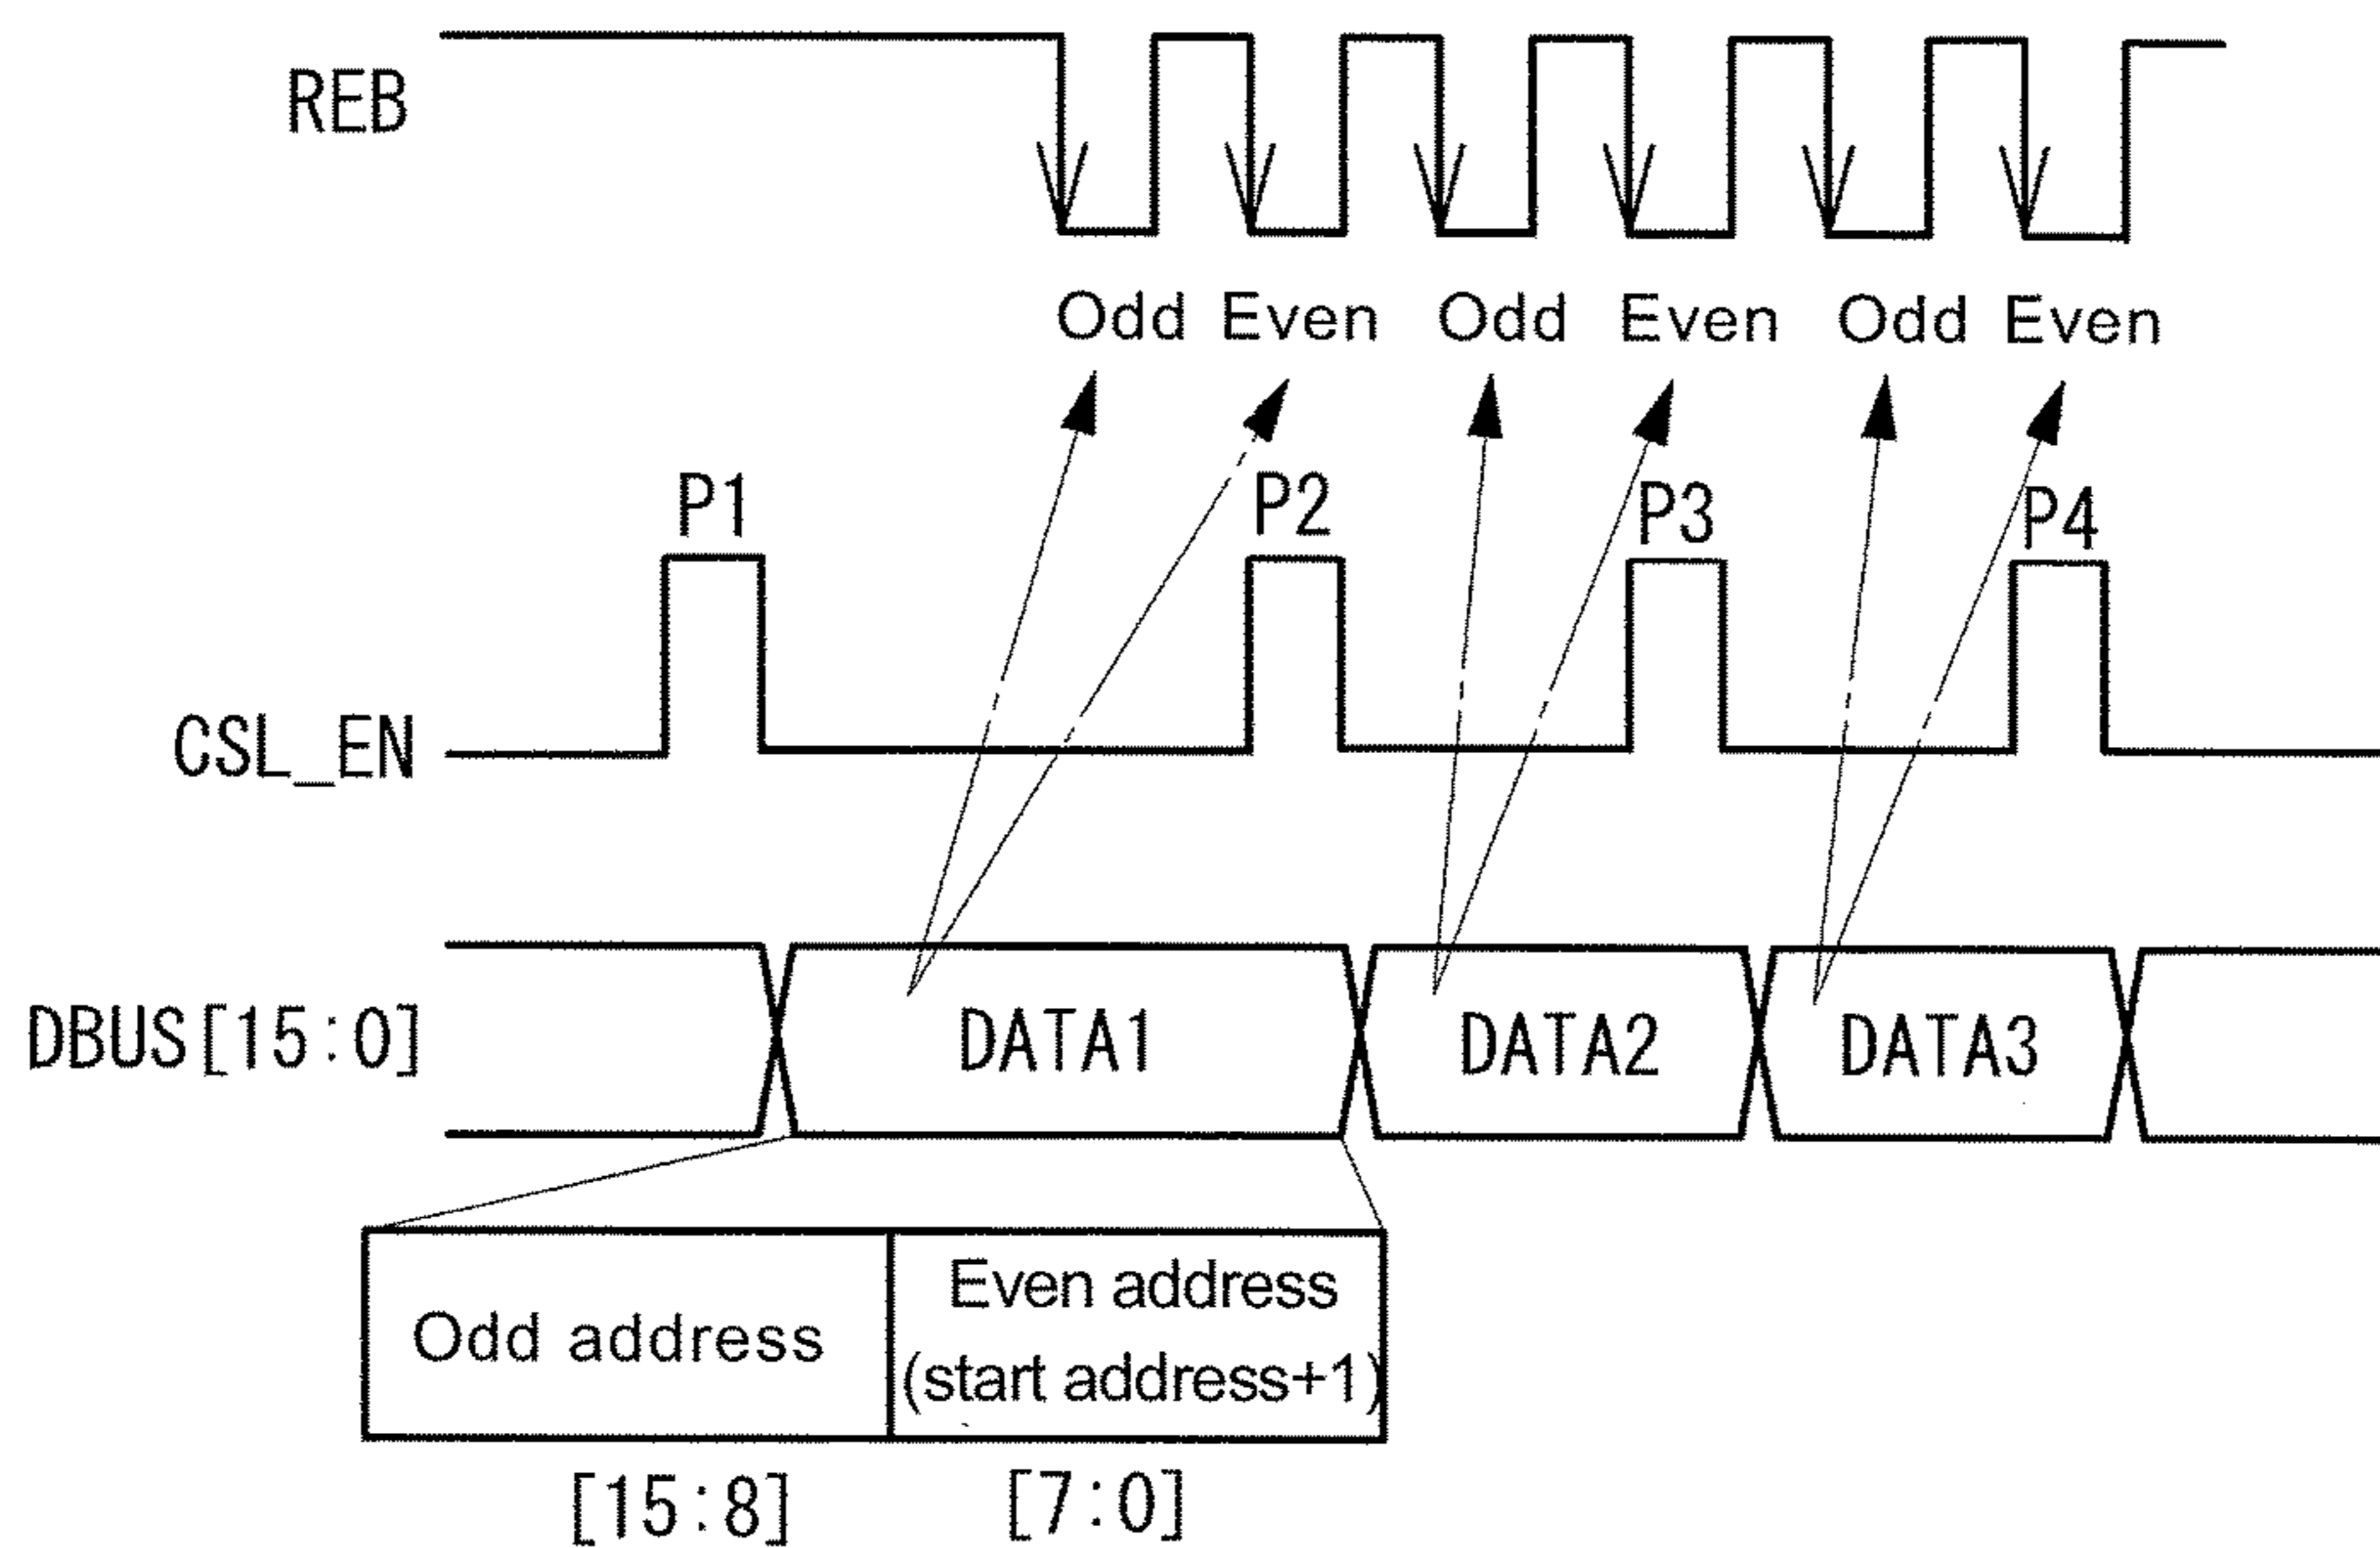 REB
Odd Even Odd Even Odd Even
P1 P2 P3 P4
CSL_EN
DBUS[15:0] DATA1 DATA2 DATA3
Odd address
Even address
(start address+1)
[15:8] [7:0]